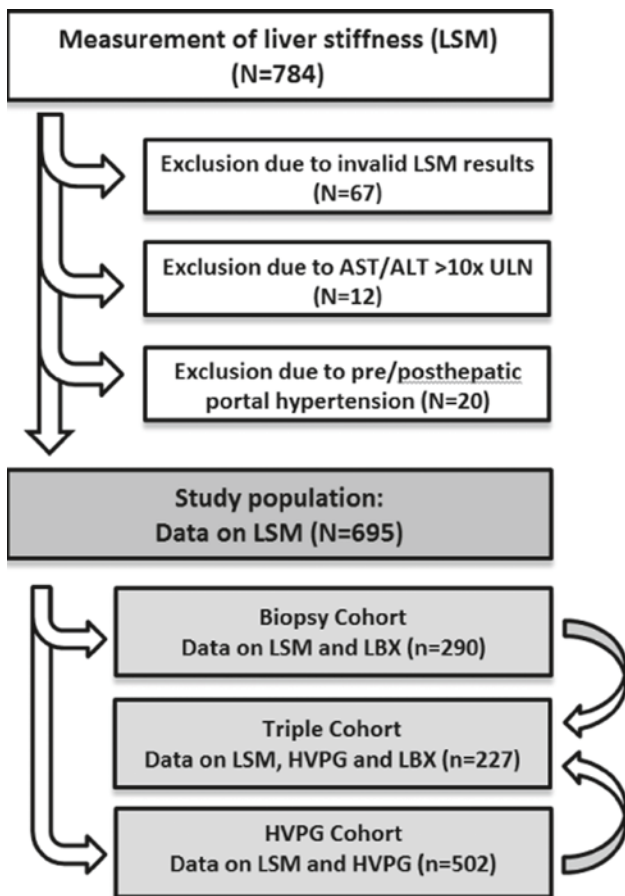 Measurement of liver stiffness (LSM)
(N=784)
Exclusion due to invalid LSM results
(N=67)
Exclusion due to AST/ALT >10x ULN
(N=12)
Exclusion due to pre/posthepatic
portal hypertension (N=20)
Study population:
Data on LSM (N=695)
Biopsy Cohort
Data on LSM and LBX (n=290)
Triple Cohort
Data on LSM, HVPG and LBX (n=227)
HVPG Cohort
Data on LSM and HVPG (n=502)